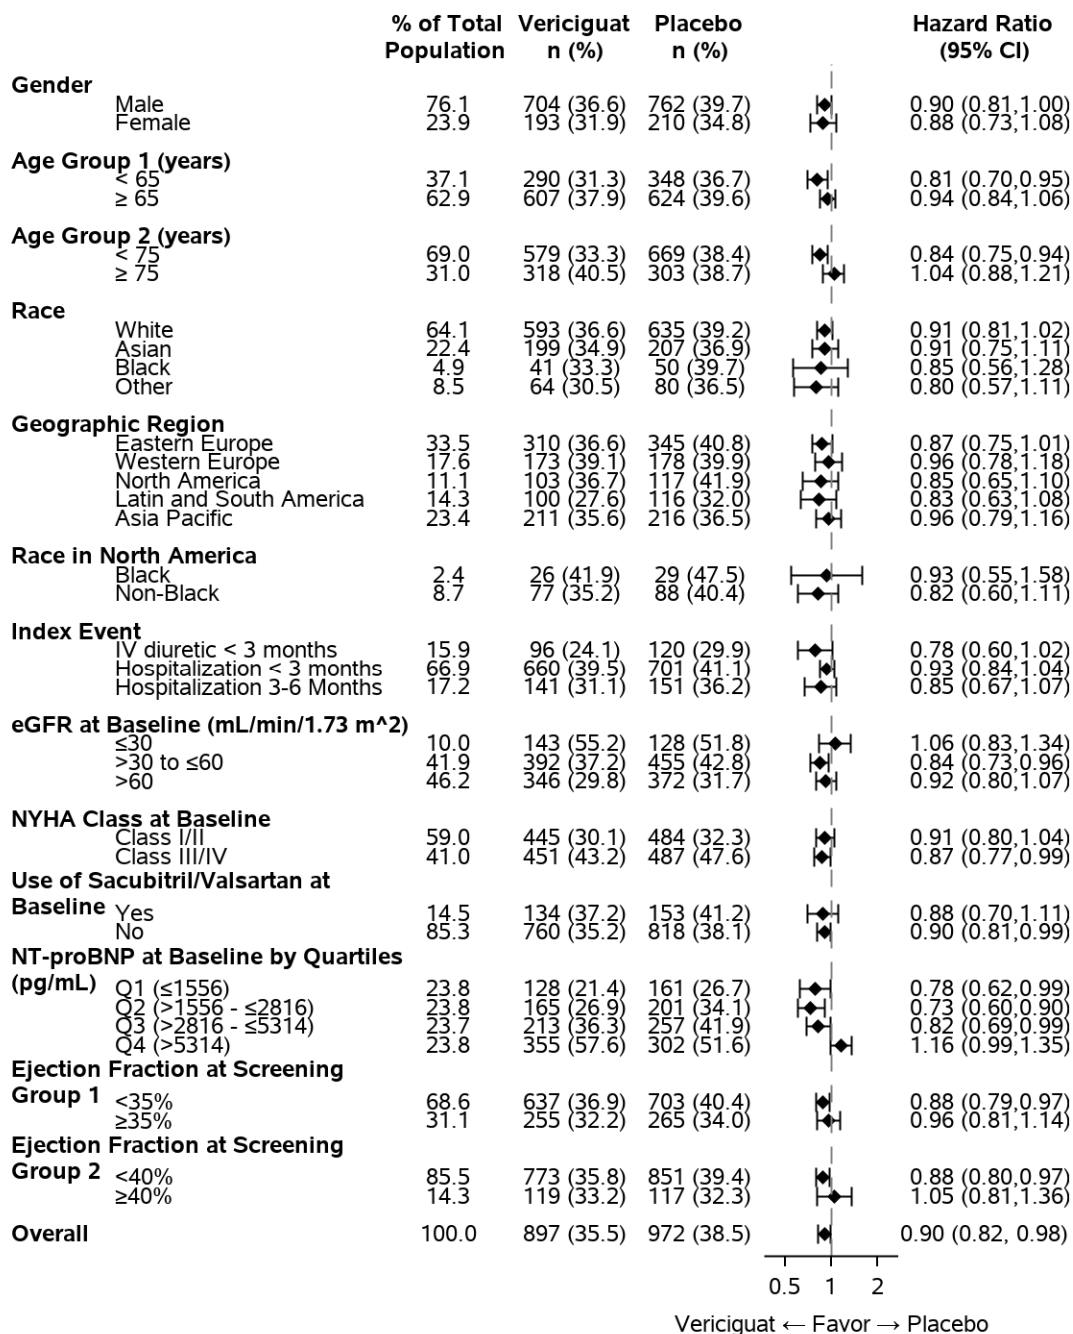 % of Total Vericiguat Placebo Hazard Ratio
Population n (%) n (%) (95% CI)
Gender
Male 76.1 704 (36.6) 762 (39.7) 0.90 (0.81,1.00)
Female 23.9 193 (31.9) 210 (34.8) 0.88 (0.73,1.08)
Age Group 1 (years)
< 65 37.1 290 (31.3) 348 (36.7) 0.81 (0.70,0.95)
≥ 65 62.9 607 (37.9) 624 (39.6) 0.94 (0.84,1.06)
Age Group 2 (years)
< 75 69.0 579 (33.3) 669 (38.4) 0.84 (0.75,0.94)
≥ 75 31.0 318 (40.5) 303 (38.7) 1.04 (0.88,1.21)
Race
White 64.1 593 (36.6) 635 (39.2) 0.91 (0.81,1.02)
Asian 22.4 199 (34.9) 207 (36.9) 0.91 (0.75,1.11)
Black 4.9 41 (33.3) 50 (39.7) 0.85 (0.56,1.28)
Other 8.5 64 (30.5) 80 (36.5) 0.80 (0.57,1.11)
Geographic Region
Eastern Europe 33.5 310 (36.6) 345 (40.8) 0.87 (0.75,1.01)
Western Europe 17.6 173 (39.1) 178 (39.9) 0.96 (0.78,1.18)
North America 11.1 103 (36.7) 117 (41.9) 0.85 (0.65,1.10)
Latin and South America 14.3 100 (27.6) 116 (32.0) 0.83 (0.63,1.08)
Asia Pacific 23.4 211 (35.6) 216 (36.5) 0.96 (0.79,1.16)
Race in North America
Black 2.4 26 (41.9) 29 (47.5) 0.93 (0.55,1.58)
Non-Black 8.7 77 (35.2) 88 (40.4) 0.82 (0.60,1.11)
Index Event
IV diuretic < 3 months 15.9 96 (24.1) 120 (29.9) 0.78 (0.60,1.02)
Hospitalization < 3 months 66.9 660 (39.5) 701 (41.1) 0.93 (0.84,1.04)
Hospitalization 3-6 Months 17.2 141 (31.1) 151 (36.2) 0.85 (0.67,1.07)
eGFR at Baseline (mL/min/1.73 m^2)
≤30 10.0 143 (55.2) 128 (51.8) 1.06 (0.83,1.34)
>30 to ≤60 41.9 392 (37.2) 455 (42.8) 0.84 (0.73,0.96)
>60 46.2 346 (29.8) 372 (31.7) 0.92 (0.80,1.07)
NYHA Class at Baseline
Class I/II 59.0 445 (30.1) 484 (32.3) 0.91 (0.80,1.04)
Class III/IV 41.0 451 (43.2) 487 (47.6) 0.87 (0.77,0.99)
Use of Sacubitril/Valsartan at
Baseline
Yes 14.5 134 (37.2) 153 (41.2) 0.88 (0.70,1.11)
No 85.3 760 (35.2) 818 (38.1) 0.90 (0.81,0.99)
NT-proBNP at Baseline by Quartiles
(pg/mL)
Q1 (≤1556) 23.8 128 (21.4) 161 (26.7) 0.78 (0.62,0.99)
Q2 (>1556 - ≤2816) 23.8 165 (26.9) 201 (34.1) 0.73 (0.60,0.90)
Q3 (>2816 - ≤5314) 23.7 213 (36.3) 257 (41.9) 0.82 (0.69,0.99)
Q4 (>5314) 23.8 355 (57.6) 302 (51.6) 1.16 (0.99,1.35)
Ejection Fraction at Screening
Group 1
<35% 68.6 637 (36.9) 703 (40.4) 0.88 (0.79,0.97)
≥35% 31.1 255 (32.2) 265 (34.0) 0.96 (0.81,1.14)
Ejection Fraction at Screening
Group 2
<40% 85.5 773 (35.8) 851 (39.4) 0.88 (0.80,0.97)
≥40% 14.3 119 (33.2) 117 (32.3) 1.05 (0.81,1.36)
Overall 100.0 897 (35.5) 972 (38.5) 0.90 (0.82, 0.98)
0.5 1 2
Vericiguat ← Favor → Placebo